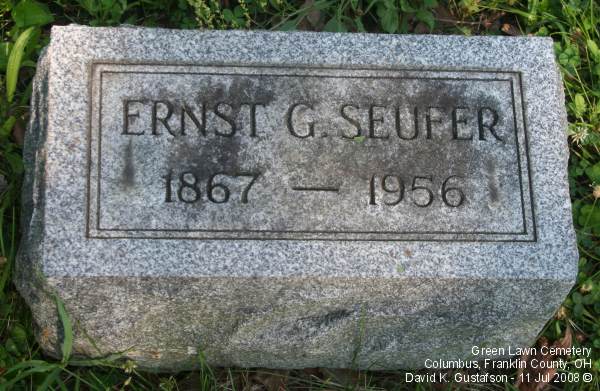 ERNST G. SEUFER
1867 — 1956
Green Lawn Cemetery
Columbus, Franklin County, OH
David K. Gustafson - 11 Jul 2008 ©